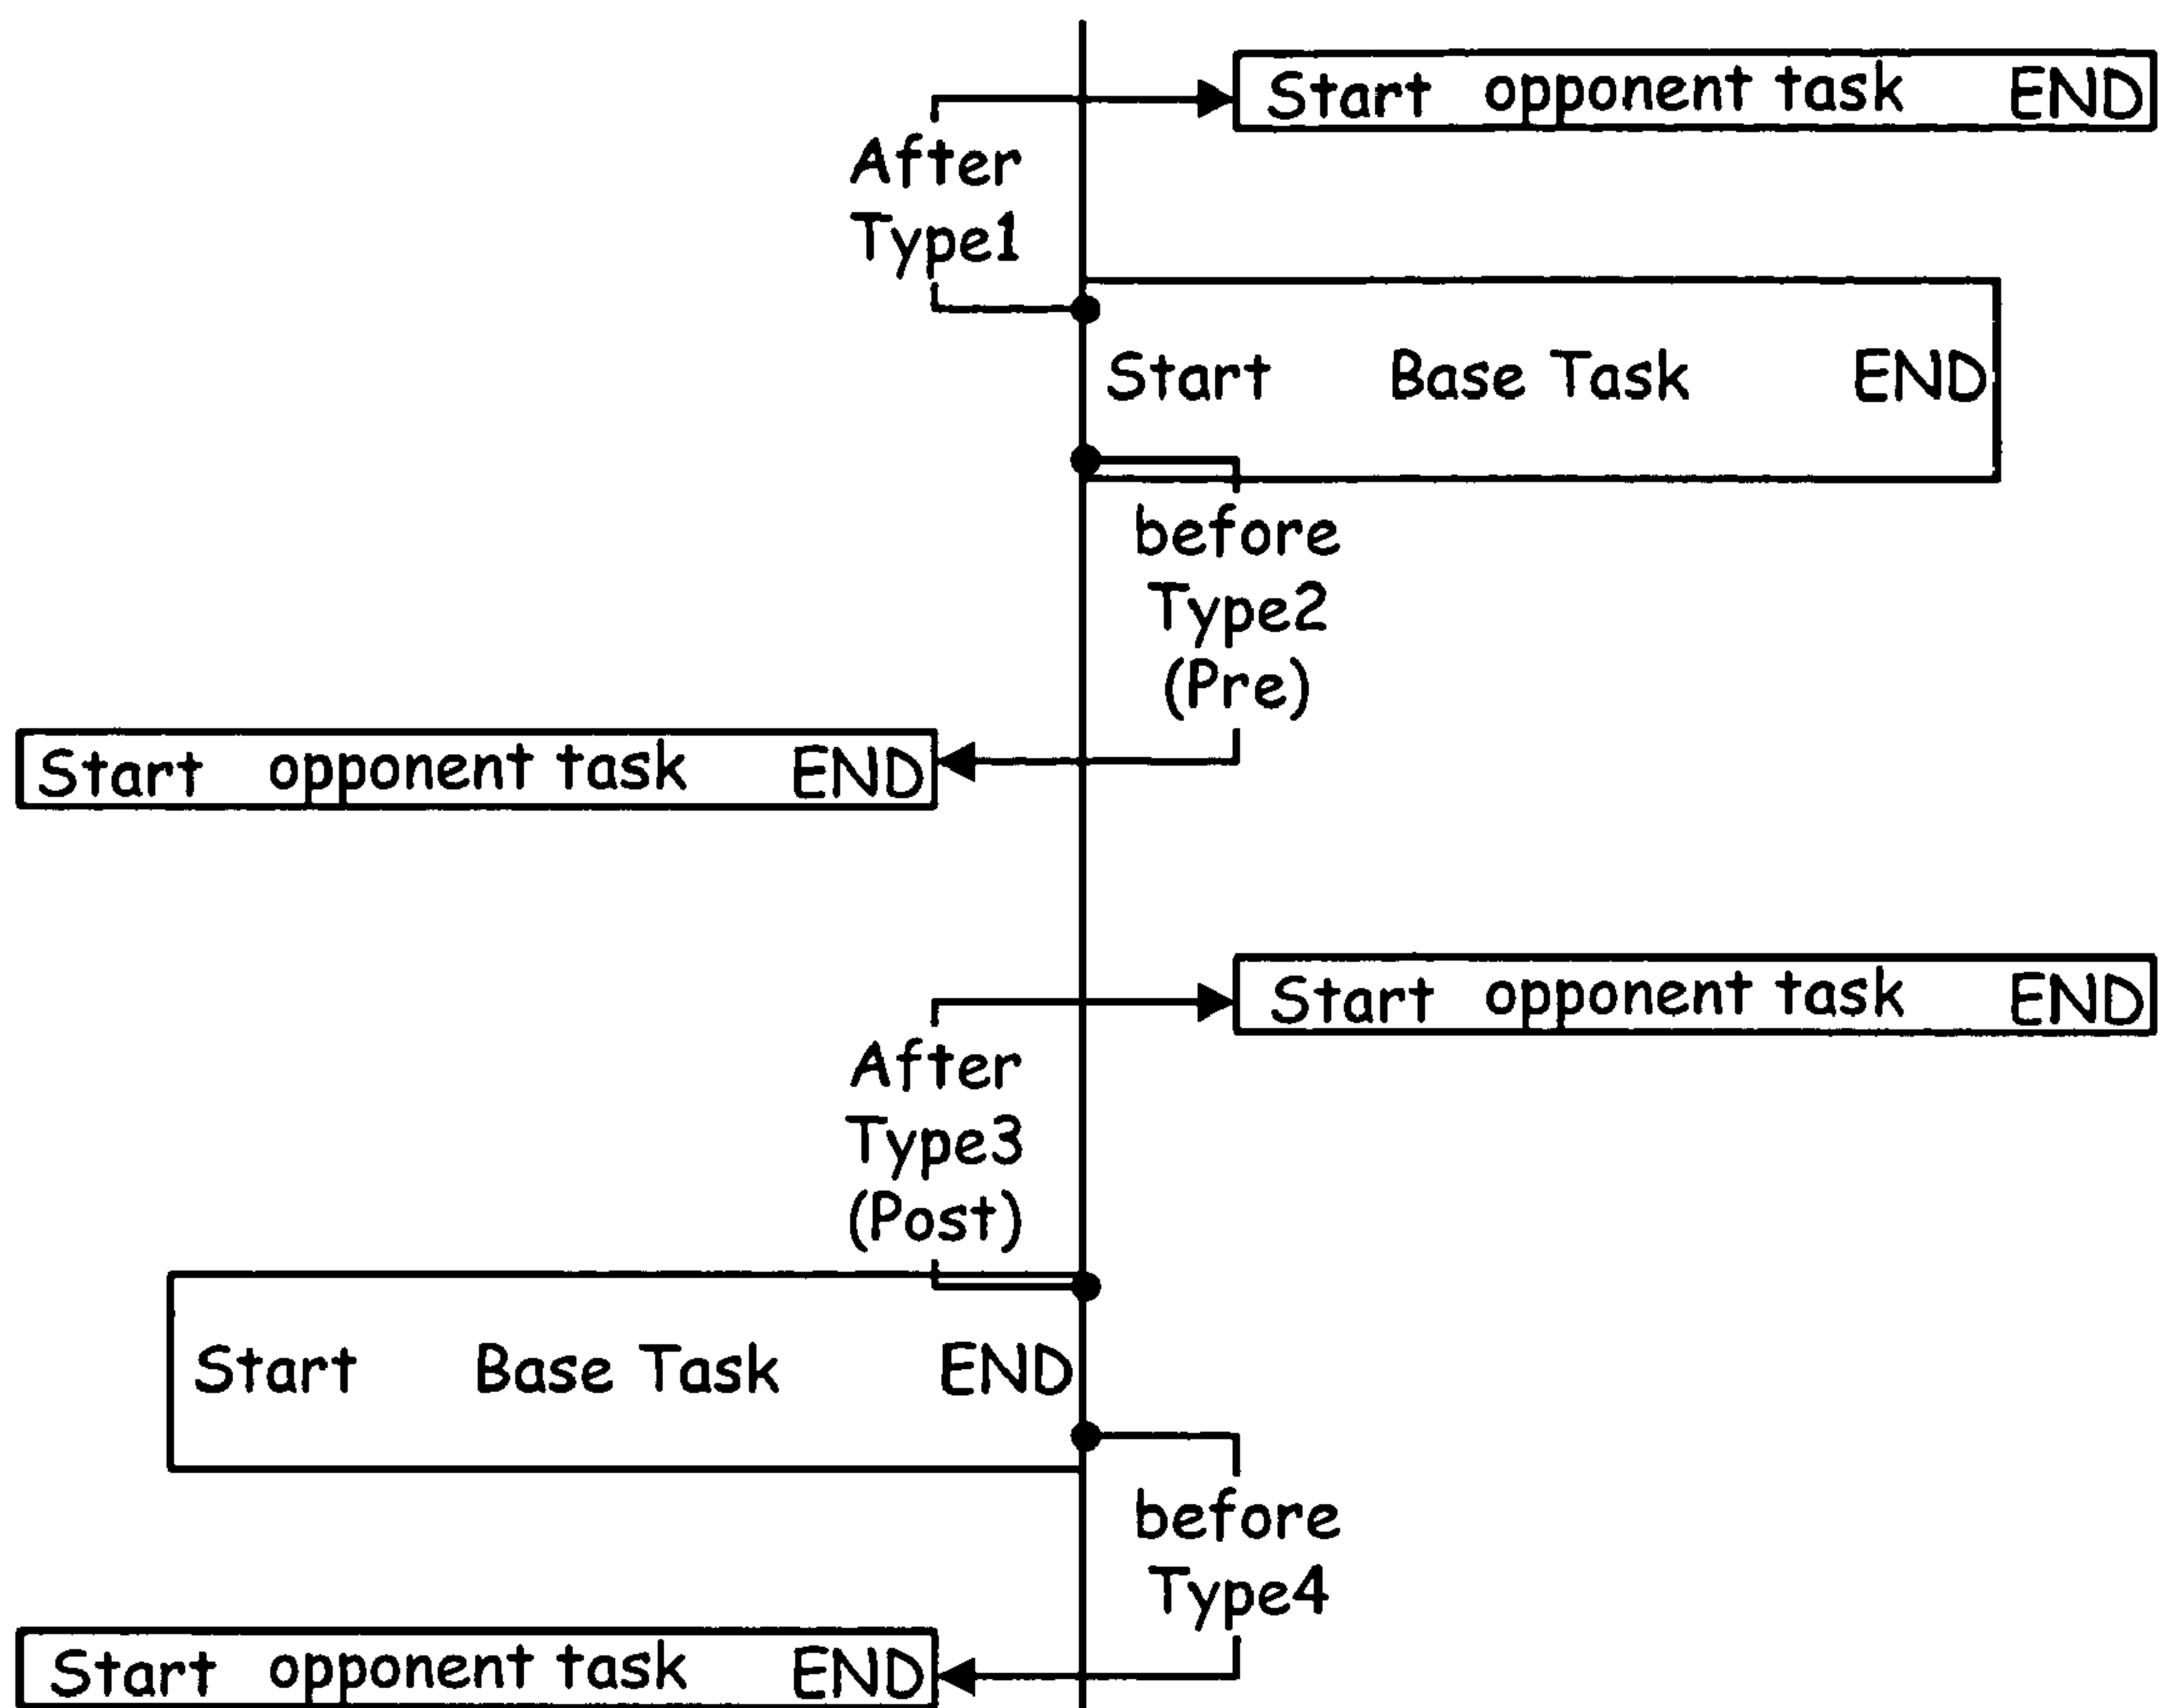 Start opponent task END
After
Type1
Start Base Task END
before
Type2
(Pre)
Start opponent task END
Start opponent task END
After
Type3
(Post)
Start Base Task END
before
Type4
Start opponent task END